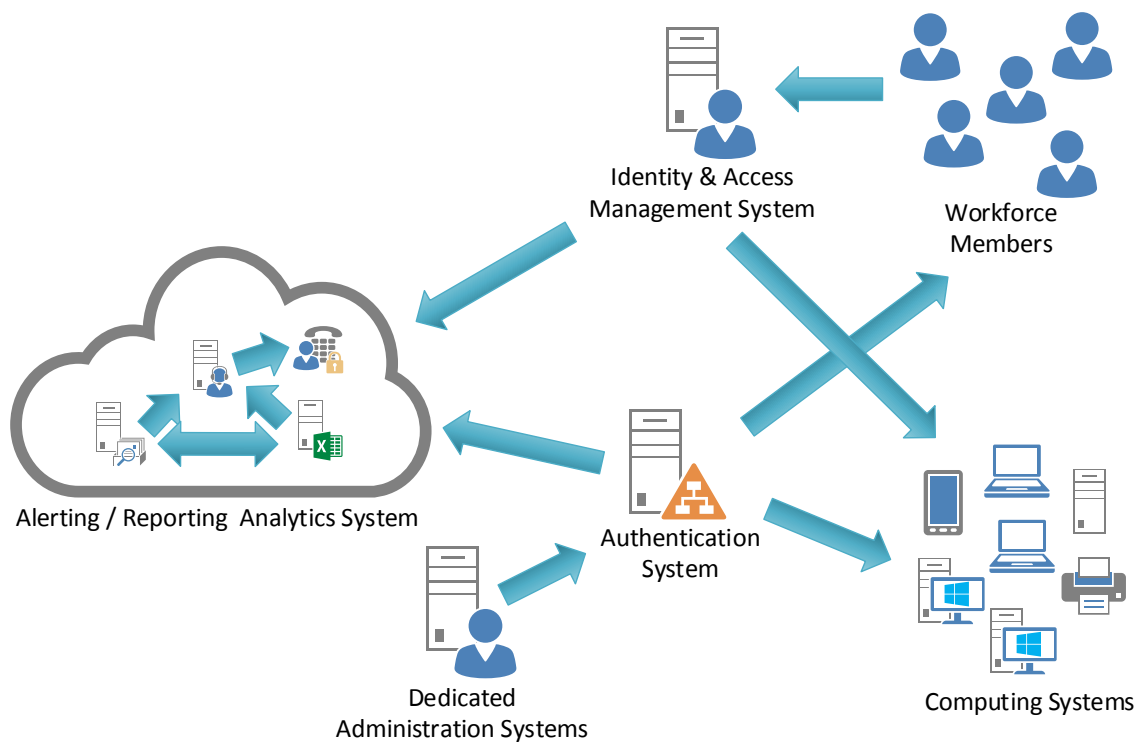 Identity & Access
Management System
Workforce
Members
Alerting / Reporting  Analytics System
Authentication
System
Dedicated
Administration Systems
Computing Systems
X